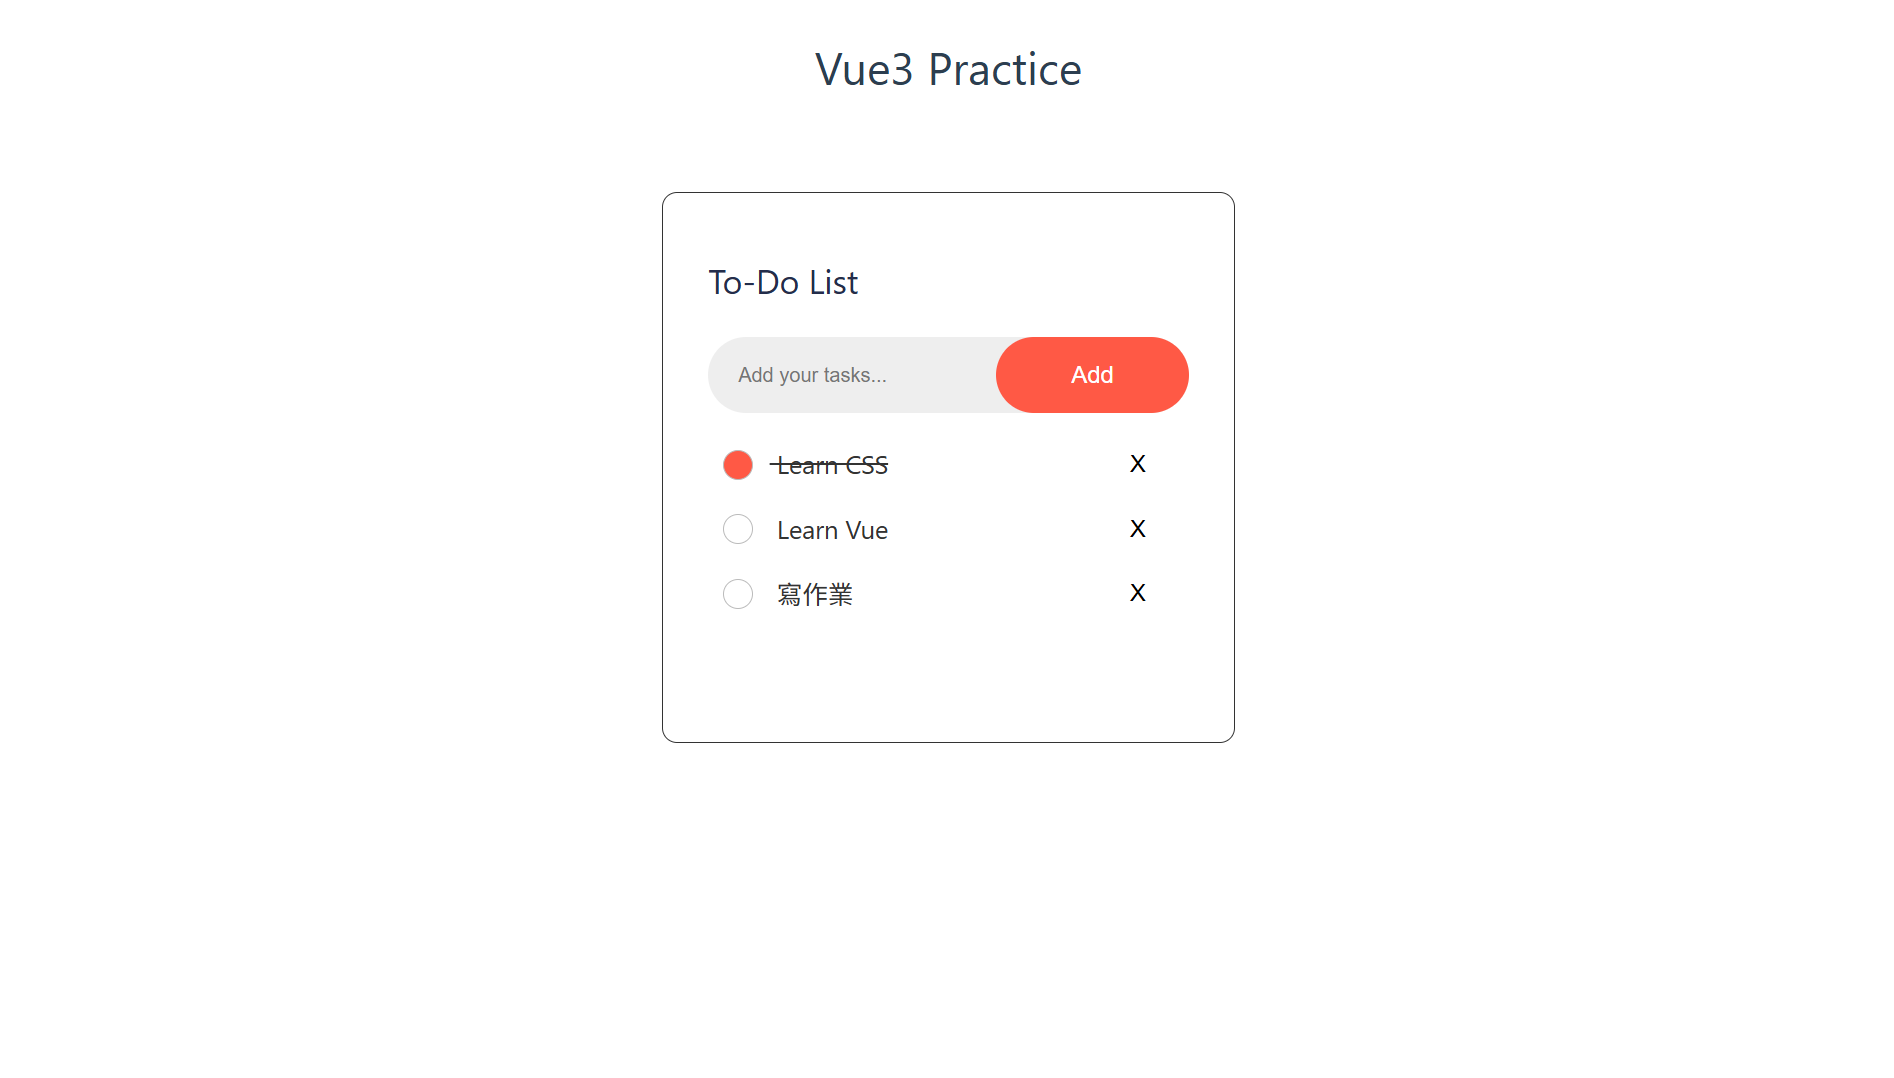 Vue3 Practice
To-Do List
Add your tasks... Add
Learn CSS X
Learn Vue X
寫作業 X